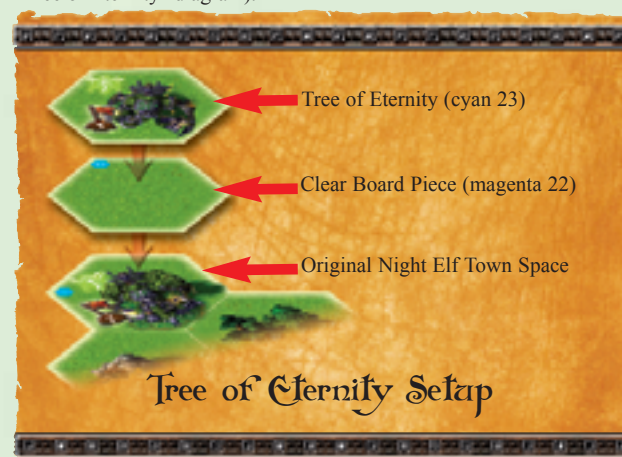 Tree of Eternity (cyan 23)
Clear Board Piece (magenta 22)
Original Night Elf Town Space
Tree of Eternity Setup